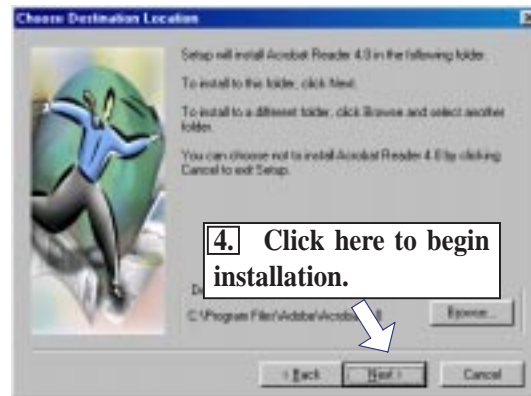 Choose Destination Location
Setup will install Acrobat Reader 4.0 in the following folder.
To install to this folder, click Next.
To install to a different folder, click Browse and select another
folder.
You can choose not to install Acrobat Reader 4.0 by clicking
Cancel to exit Setup.
4. Click here to begin
installation.
C:\Program Files\Adobe\Acrobat
Browse...
< Back
Next >
Cancel